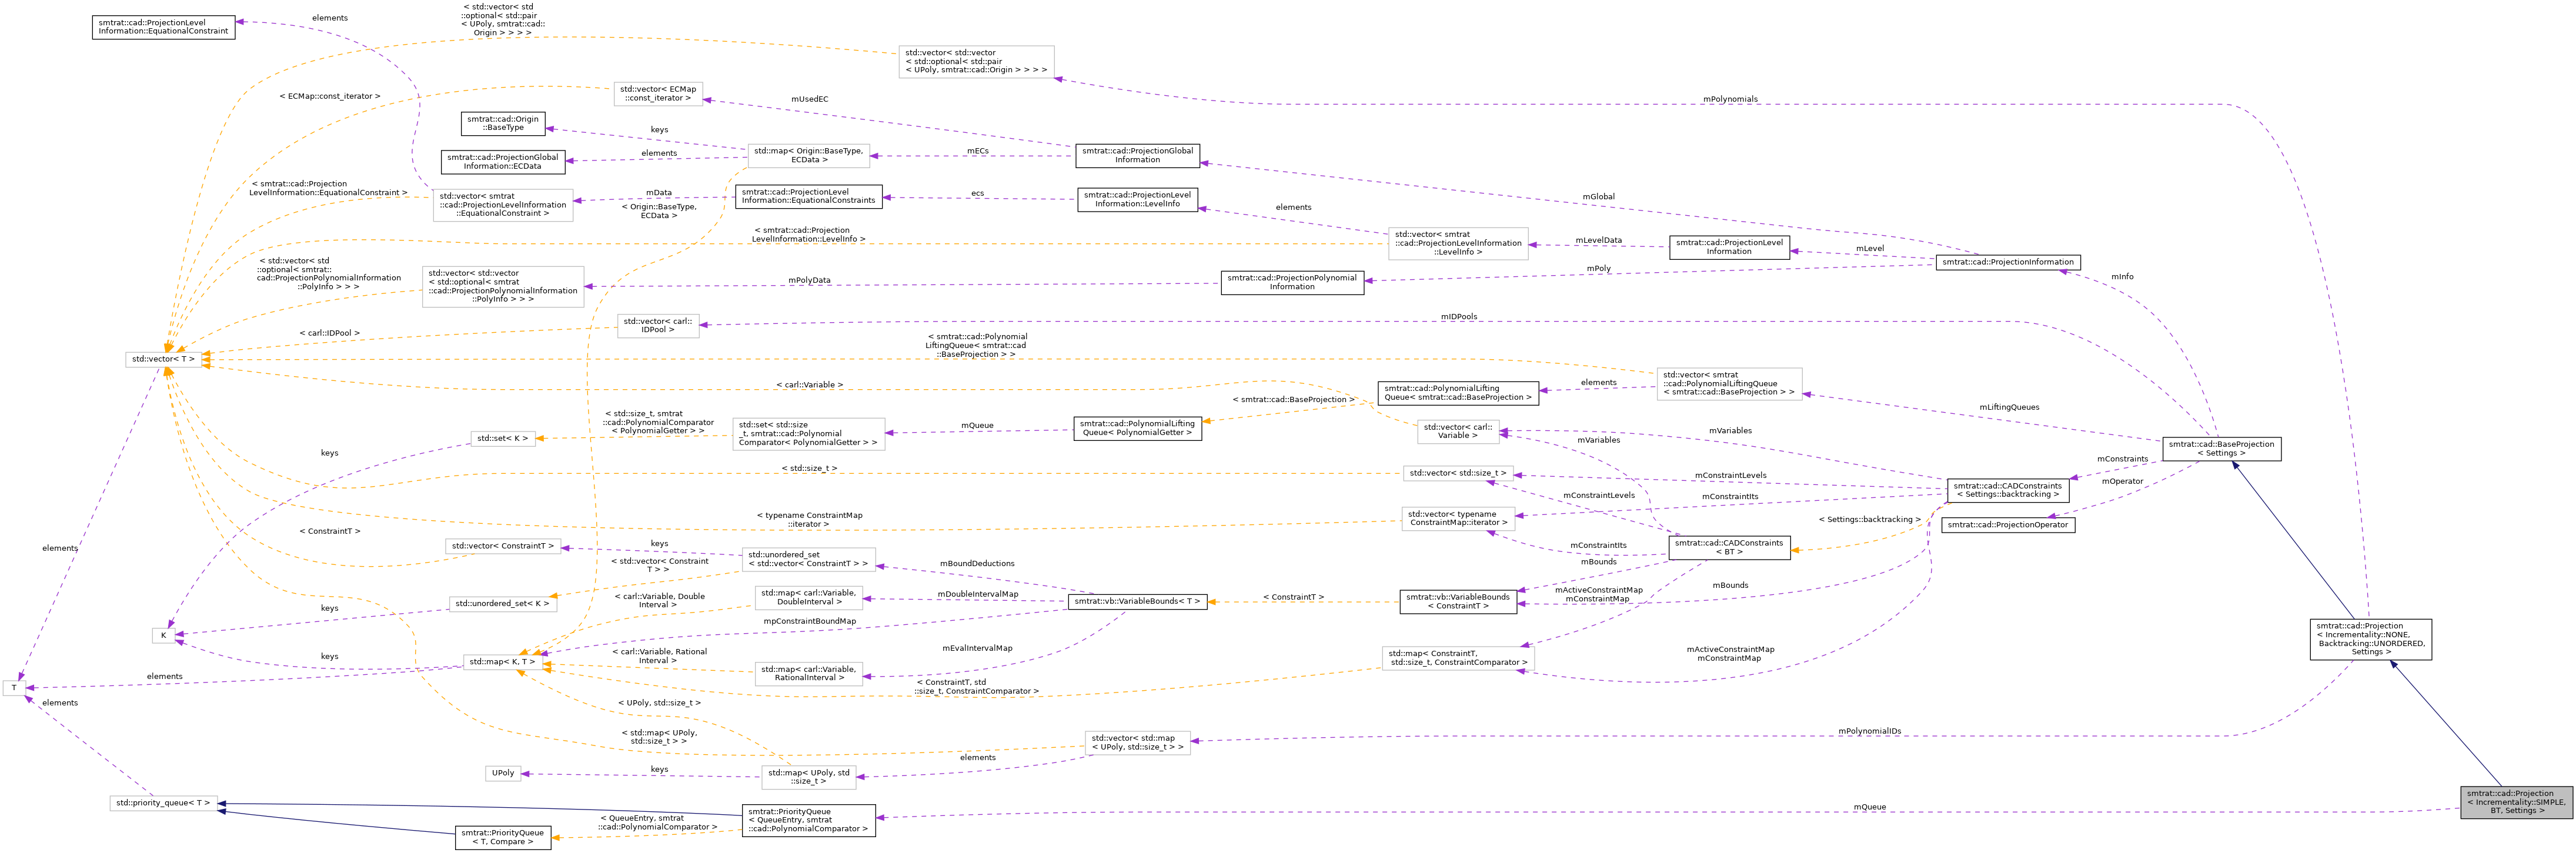 < std::vector< std
::optional< std::pair
< UPoly, smtrat::cad::
Origin > > > >
elements
smtrat::cad::ProjectionLevel
Information::EquationalConstraint
std::vector< std::vector
< std::optional< std::pair
< UPoly, smtrat::cad::Origin > > > >
< ECMap::const_iterator >
std::vector< ECMap
::const_iterator >
mUsedEC
mPolynomials
smtrat::cad::Origin
::BaseType
keys
smtrat::cad::ProjectionGlobal
Information::ECData
elements
std::map< Origin::BaseType,
ECData >
mECs
smtrat::cad::ProjectionGlobal
Information
< smtrat::cad::Projection
LevelInformation::EquationalConstraint >
std::vector< smtrat
::cad::ProjectionLevelInformation
::EquationalConstraint >
mData
< Origin::BaseType,
ECData >
smtrat::cad::ProjectionLevel
Information::EquationalConstraints
ecs
smtrat::cad::ProjectionLevel
Information::LevelInfo
elements
mGlobal
< smtrat::cad::Projection
LevelInformation::LevelInfo >
std::vector< smtrat
::cad::ProjectionLevelInformation
::LevelInfo >
mLevelData
smtrat::cad::ProjectionLevel
Information
mLevel
smtrat::cad::ProjectionInformation
< std::vector< std
::optional< smtrat::
cad::ProjectionPolynomialInformation
::PolyInfo > > >
std::vector< std::vector
< std::optional< smtrat
::cad::ProjectionPolynomialInformation
::PolyInfo > > >
mPolyData
smtrat::cad::ProjectionPolynomial
Information
mPoly
mInfo
< carl::IDPool >
std::vector< carl::
IDPool >
mIDPools
std::vector< T >
< smtrat::cad::Polynomial
LiftingQueue< smtrat::cad
::BaseProjection > >
< carl::Variable >
smtrat::cad::PolynomialLifting
Queue< smtrat::cad::BaseProjection >
elements
std::vector< smtrat
::cad::PolynomialLiftingQueue
< smtrat::cad::BaseProjection > >
mLiftingQueues
< smtrat::cad::BaseProjection >
std::set< K >
< std::size_t, smtrat
::cad::PolynomialComparator
< PolynomialGetter > >
std::set< std::size
_t, smtrat::cad::Polynomial
Comparator< PolynomialGetter > >
mQueue
smtrat::cad::PolynomialLifting
Queue< PolynomialGetter >
std::vector< carl::
Variable >
mVariables
mVariables
smtrat::cad::BaseProjection
< Settings >
keys
< std::size_t >
std::vector< std::size_t >
mConstraintLevels
mConstraints
mOperator
mConstraintLevels
mConstraintIts
smtrat::cad::CADConstraints
< Settings::backtracking >
< typename ConstraintMap
::iterator >
std::vector< typename
ConstraintMap::iterator >
< Settings::backtracking >
smtrat::cad::ProjectionOperator
elements
< ConstraintT >
std::vector< ConstraintT >
keys
std::unordered_set
< std::vector< ConstraintT > >
mConstraintIts
smtrat::cad::CADConstraints
< BT >
< std::vector< Constraint
T > >
mBoundDeductions
mBounds
mBounds
std::unordered_set< K >
keys
< carl::Variable, Double
Interval >
std::map< carl::Variable,
DoubleInterval >
mDoubleIntervalMap
smtrat::vb::VariableBounds< T >
< ConstraintT >
smtrat::vb::VariableBounds
< ConstraintT >
mActiveConstraintMap
mConstraintMap
K
mpConstraintBoundMap
smtrat::cad::Projection
< Incrementality::NONE,
Backtracking::UNORDERED,
Settings >
keys
std::map< K, T >
< carl::Variable, Rational
Interval >
std::map< carl::Variable,
RationalInterval >
mEvalIntervalMap
std::map< ConstraintT,
std::size_t, ConstraintComparator >
mActiveConstraintMap
mConstraintMap
T
elements
< ConstraintT, std
::size_t, ConstraintComparator >
elements
< UPoly, std::size_t >
< std::map< UPoly,
std::size_t > >
std::vector< std::map
< UPoly, std::size_t > >
mPolynomialIDs
elements
UPoly
keys
std::map< UPoly, std
::size_t >
std::priority_queue< T >
smtrat::PriorityQueue
< QueueEntry, smtrat
::cad::PolynomialComparator >
mQueue
smtrat::cad::Projection
< Incrementality::SIMPLE,
BT, Settings >
smtrat::PriorityQueue
< T, Compare >
< QueueEntry, smtrat
::cad::PolynomialComparator >